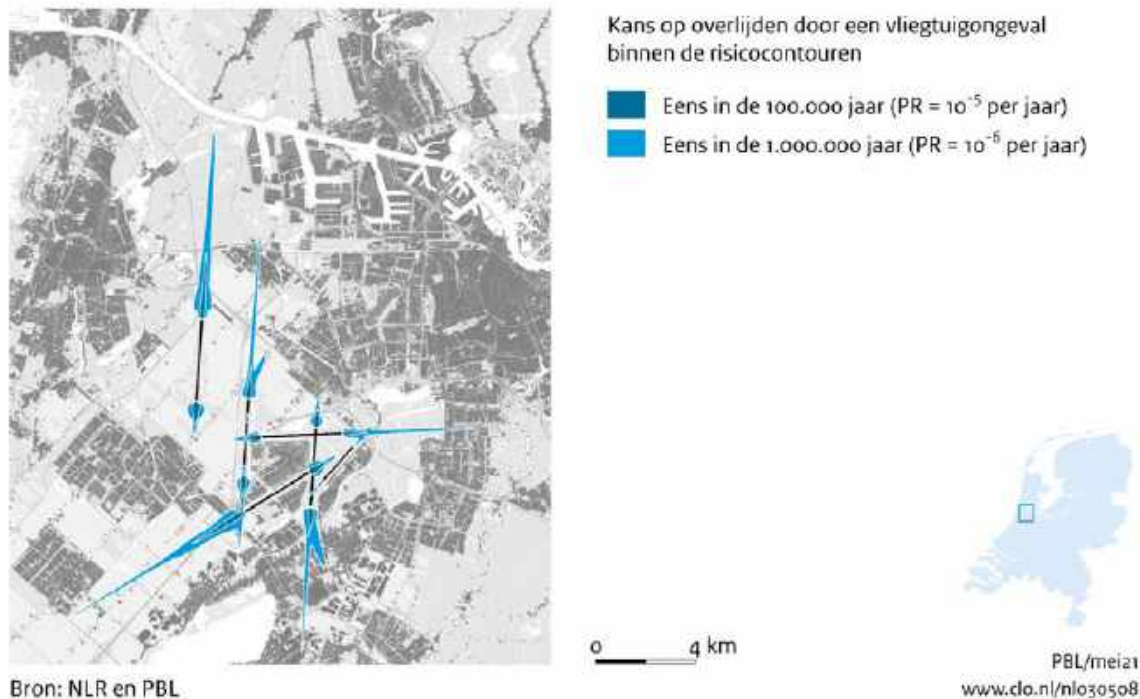 Kans op overlijden door een vliegtuigongeval
binnen de risicocontouren
Eens in de 100.000 jaar (PR = 10⁻⁵ per jaar)
Eens in de 1.000.000 jaar (PR = 10⁻⁶ per jaar)
0 4 km
Bron: NLR en PBL
PBL/mei21
www.clo.nl/nl030508